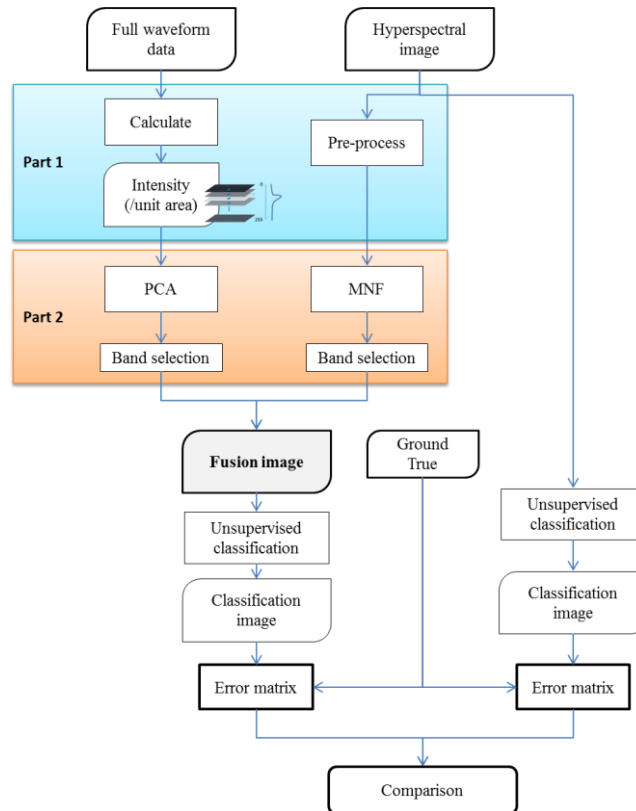 Full waveform
data
Hyperspectral
image
Part 1
Calculate
Pre-process
Intensity
(/unit area)
0
255
Part 2
PCA
MNF
Band selection
Band selection
Fusion image
Ground
True
Unsupervised
classification
Unsupervised
classification
Classification
image
Classification
image
Error matrix
Error matrix
Comparison